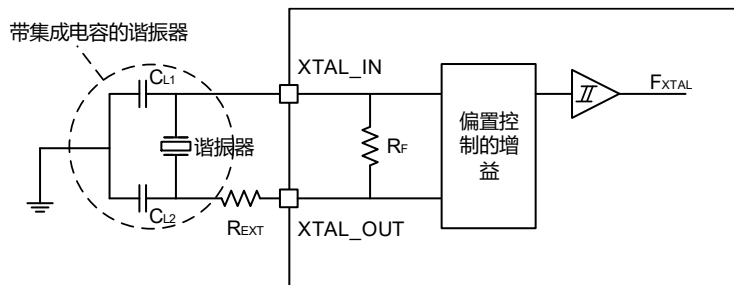 带集成电容的谐振器
CL1
XTAL_IN
FXTAL
偏置控
制的增
益
谐振器
RF
CL2
REXT
XTAL_OUT